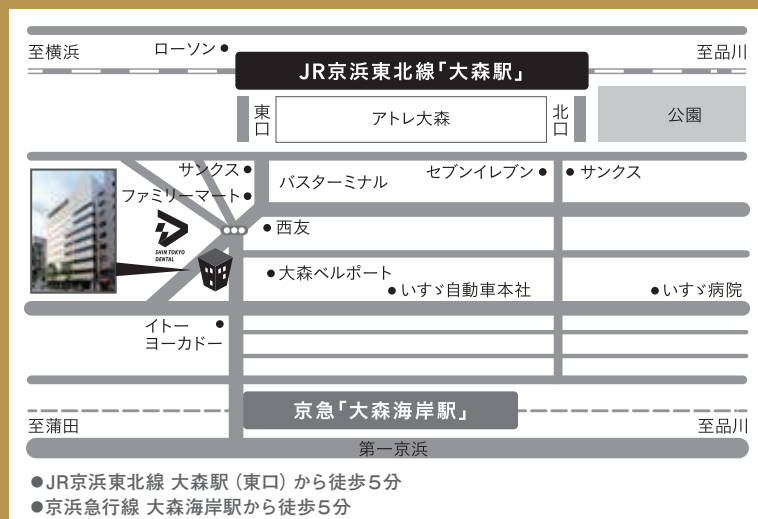 至横浜
ローソン
JR京浜東北線「大森駅」
至品川
東口
アトレ大森
北口
公園
サンクス
ファミリーマート
バスターミナル
セブンイレブン
サンクス
SHIN TOKYO
DENTAL
西友
大森ベルポート
いすゞ自動車本社
いすゞ病院
イトー
ヨーカドー
京急「大森海岸駅」
至蒲田
至品川
第一京浜
●JR京浜東北線 大森駅（東口）から徒歩5分
●京浜急行線 大森海岸駅から徒歩5分